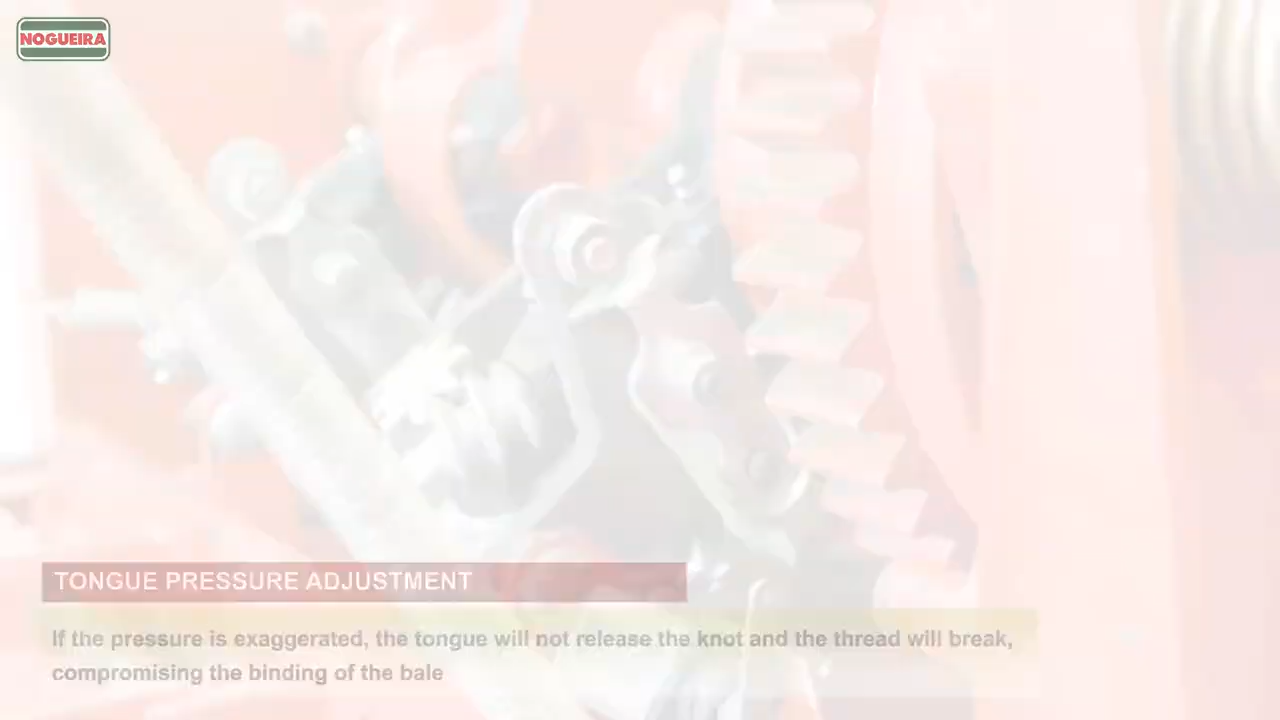 NOGUEIRA
TONGUE PRESSURE ADJUSTMENT
If the pressure is exaggerated, the tongue will not release the knot and the thread will break,
compromising the binding of the bale